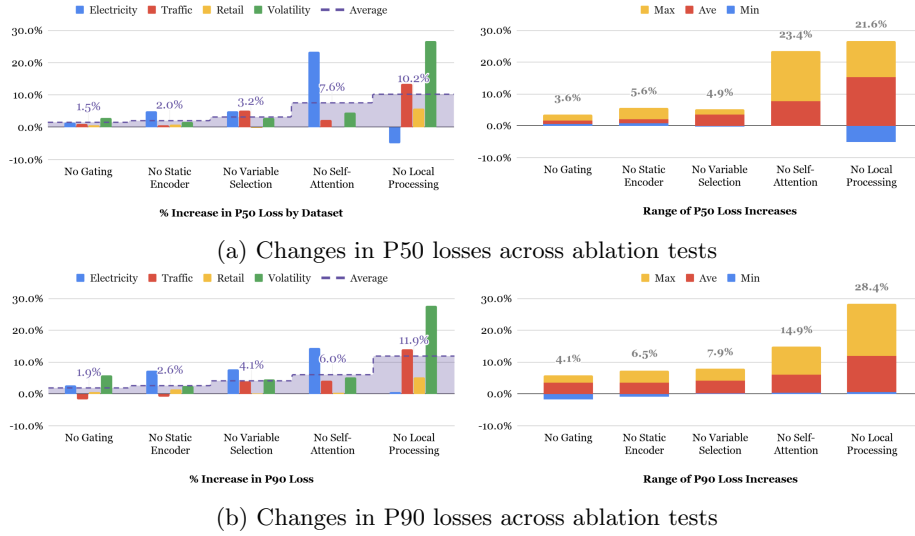 Electricity Traffic Retail Volatility Average
30.0%
20.0%
10.0%
0.0%
-10.0%
1.5%
2.0%
3.2%
7.6%
10.2%
No Gating
No Static Encoder
No Variable Selection
No Self-Attention
No Local Processing
% Increase in P50 Loss by Dataset
Max Ave Min
30.0%
20.0%
10.0%
0.0%
-10.0%
3.6%
5.6%
4.9%
23.4%
21.6%
No Gating
No Static Encoder
No Variable Selection
No Self-Attention
No Local Processing
Range of P50 Loss Increases
(a) Changes in P50 losses across ablation tests
Electricity Traffic Retail Volatility Average
30.0%
20.0%
10.0%
0.0%
-10.0%
1.9%
2.6%
4.1%
6.0%
11.9%
No Gating
No Static Encoder
No Variable Selection
No Self-Attention
No Local Processing
% Increase in P90 Loss
Max Ave Min
30.0%
20.0%
10.0%
0.0%
-10.0%
4.1%
6.5%
7.9%
14.9%
28.4%
No Gating
No Static Encoder
No Variable Selection
No Self-Attention
No Local Processing
Range of P90 Loss Increases
(b) Changes in P90 losses across ablation tests